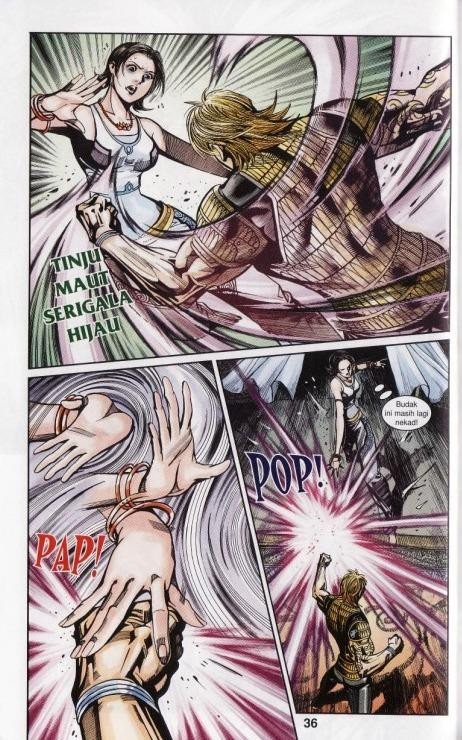 TINJU
MAUT
SERIGALA
HIJAU
Budak
ini masih lagi
nekad!
POP!
PAP!
36